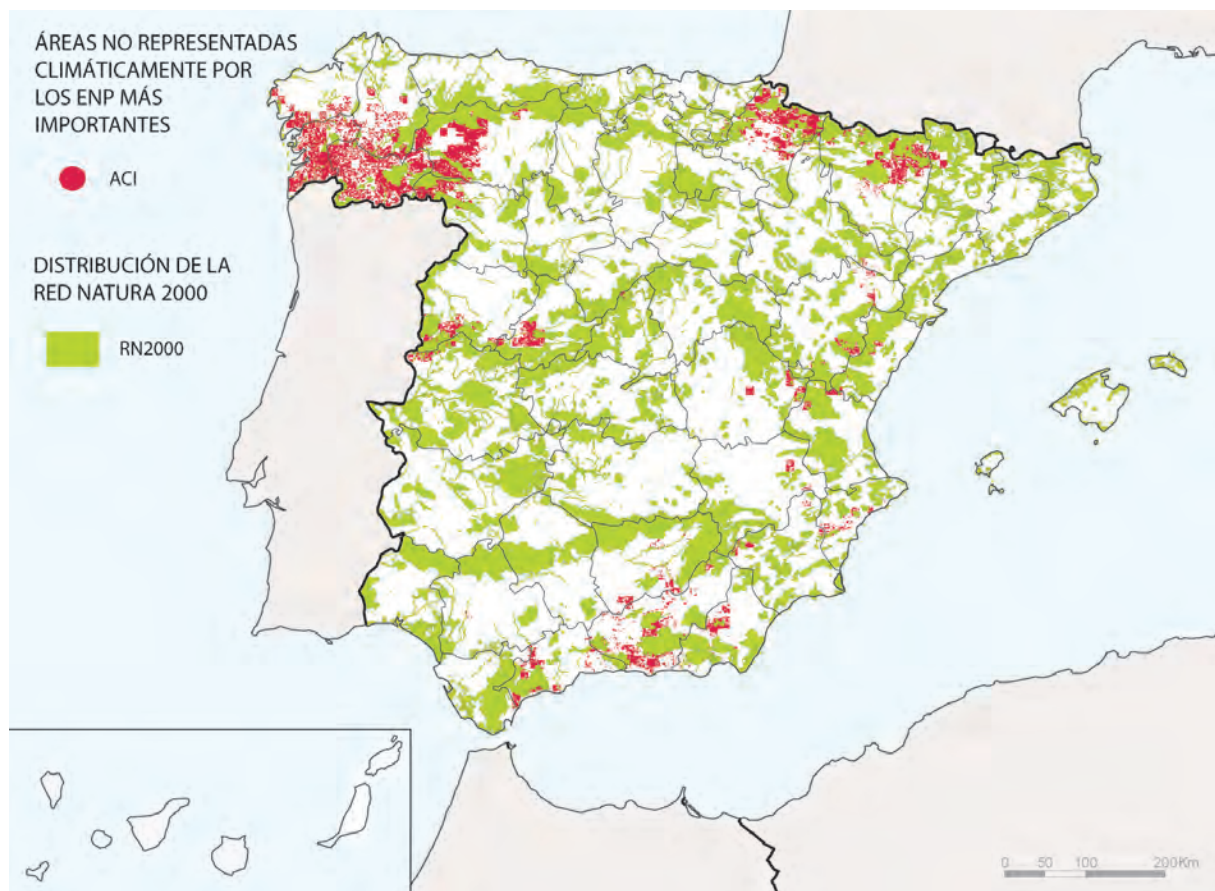 ÁREAS NO REPRESENTADAS
CLIMÁTICAMENTE POR
LOS ENP MÁS
IMPORTANTES
ACI
DISTRIBUCIÓN DE LA
RED NATURA 2000
RN2000
0 50 100 200Km